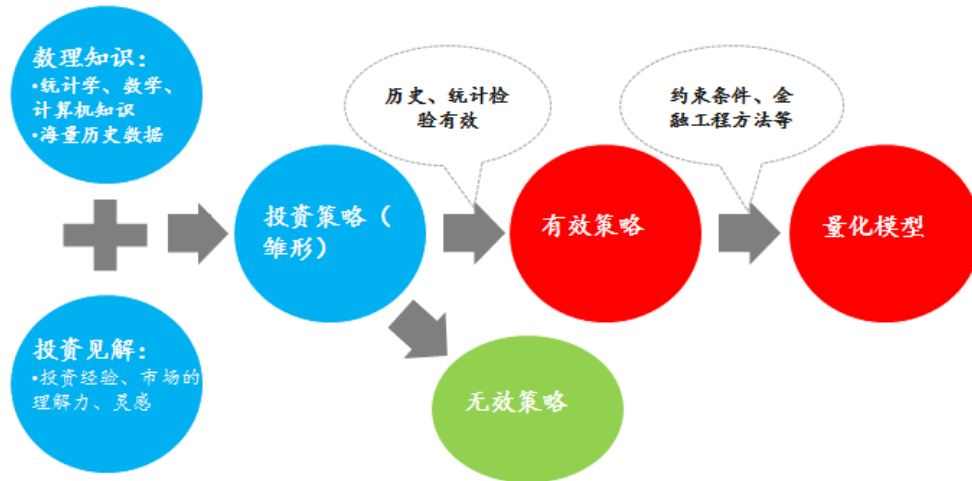 数理知识：
•统计学、数学、
计算机知识
•海量历史数据
投资见解：
•投资经验、市场的
理解力、灵感
投资策略（
雏形）
历史、统计检
验有效
有效策略
无效策略
约束条件、金
融工程方法等
量化模型